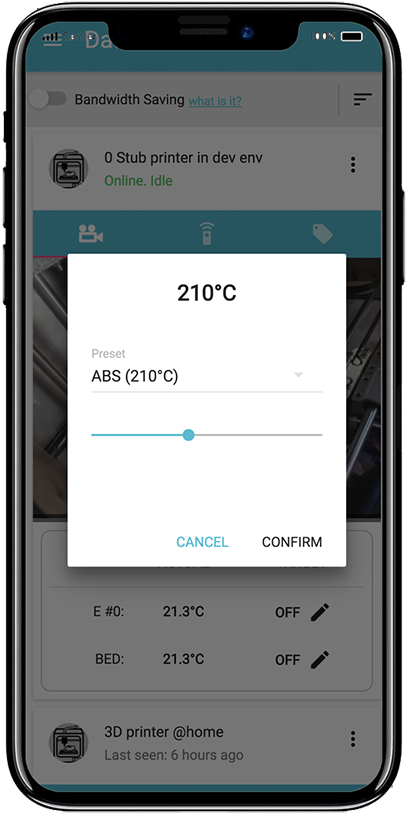 Da
Bandwidth Saving what is it?
0 Stub printer in dev env
Online. Idle
210°C
Preset
ABS (210°C)
CANCEL CONFIRM
E #0: 21.3°C OFF
BED: 21.3°C OFF
3D printer @home
Last seen: 6 hours ago